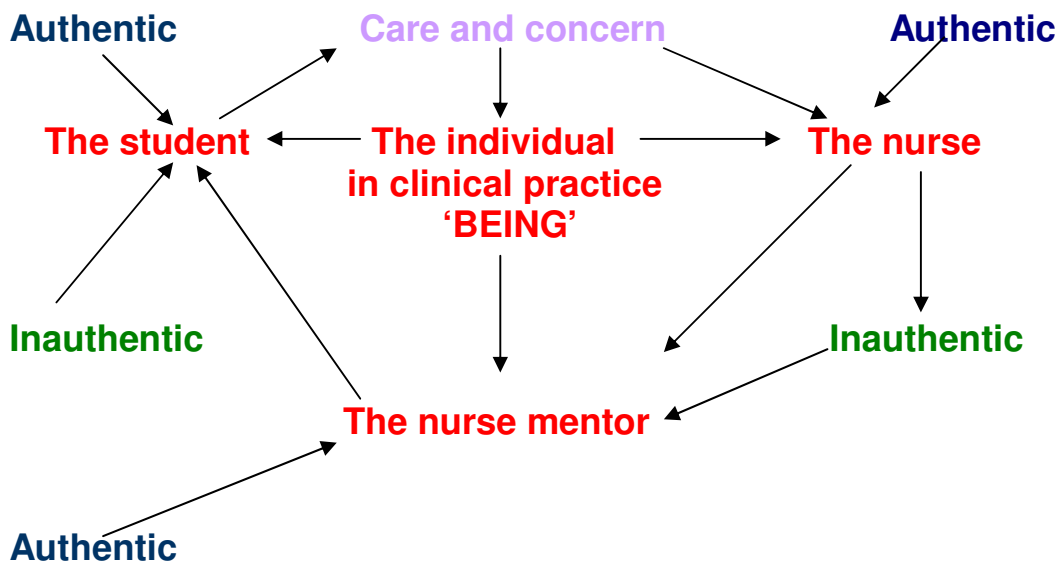 Authentic
Care and concern
Authentic
The student
The individual
in clinical practice
‘BEING’
The nurse
Inauthentic
Inauthentic
The nurse mentor
Authentic